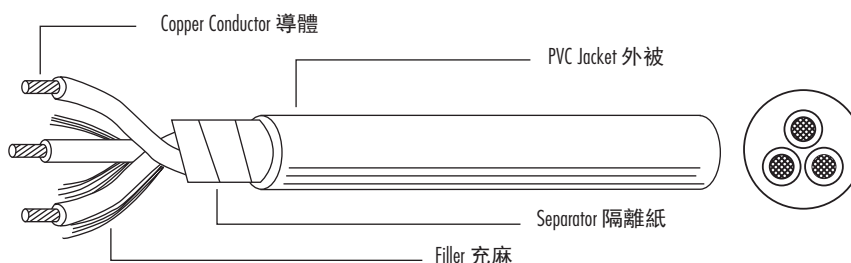 Copper Conductor 導體
PVC Jacket 外被
Separator 隔離紙
Filler 充麻